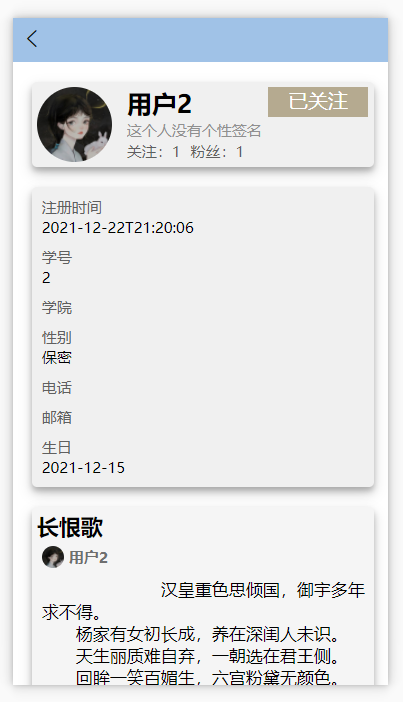 用户2
已关注
这个人没有个性签名
关注：1 粉丝：1
注册时间
2021-12-22T21:20:06
学号
2
学院
性别
保密
电话
邮箱
生日
2021-12-15
长恨歌
用户2
汉皇重色思倾国，御宇多年
求不得。
杨家有女初长成，养在深闺人未识。
天生丽质难自弃，一朝选在君王侧。
回眸一笑百媚生，六宫粉黛无颜色。